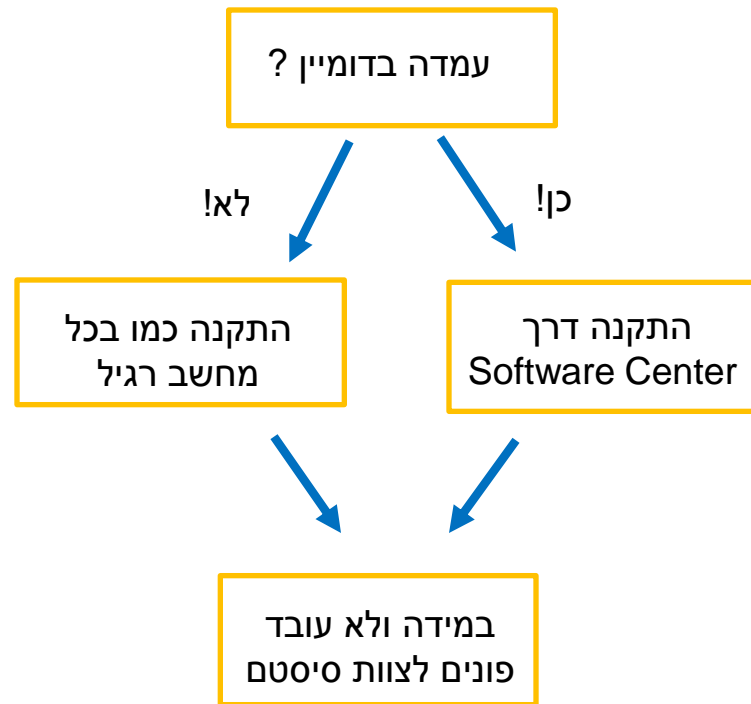 עמדה בדומיין ?
כן!
לא!
התקנה דרך
Software Center
התקנה כמו בכל
מחשב רגיל
במידה ולא עובד
פונים לצוות סיסטם